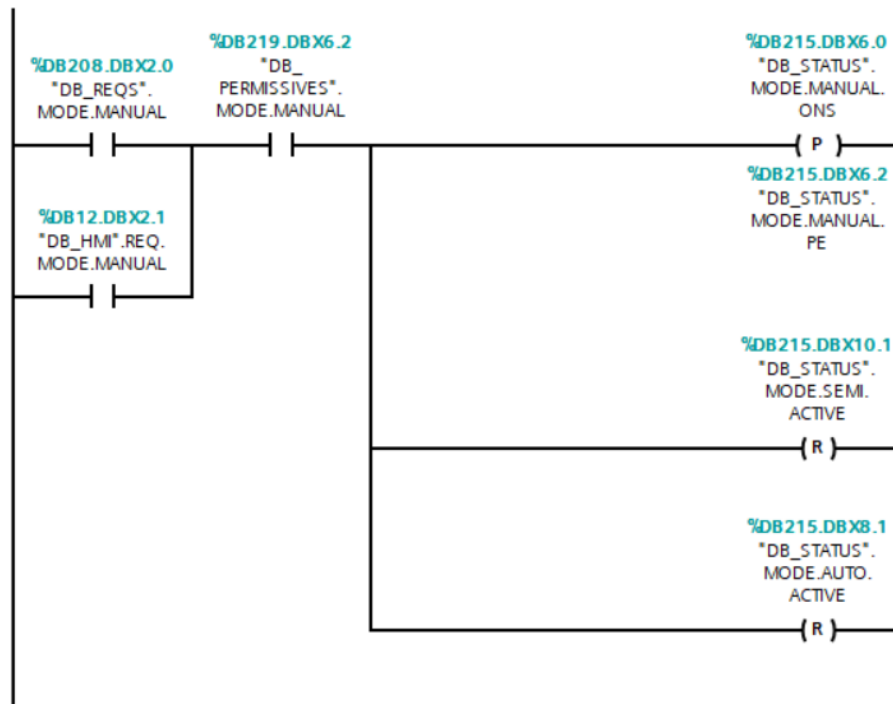 %DB208.DBX2.0
"DB_REQS".
MODE.MANUAL
%DB219.DBX6.2
"DB_
PERMISSIVES".
MODE.MANUAL
%DB215.DBX6.0
"DB_STATUS".
MODE.MANUAL.
ONS
P
%DB215.DBX6.2
"DB_STATUS".
MODE.MANUAL.
PE
%DB12.DBX2.1
"DB_HMI".REQ.
MODE.MANUAL
%DB215.DBX10.1
"DB_STATUS".
MODE.SEMI.
ACTIVE
R
%DB215.DBX8.1
"DB_STATUS".
MODE.AUTO.
ACTIVE
R